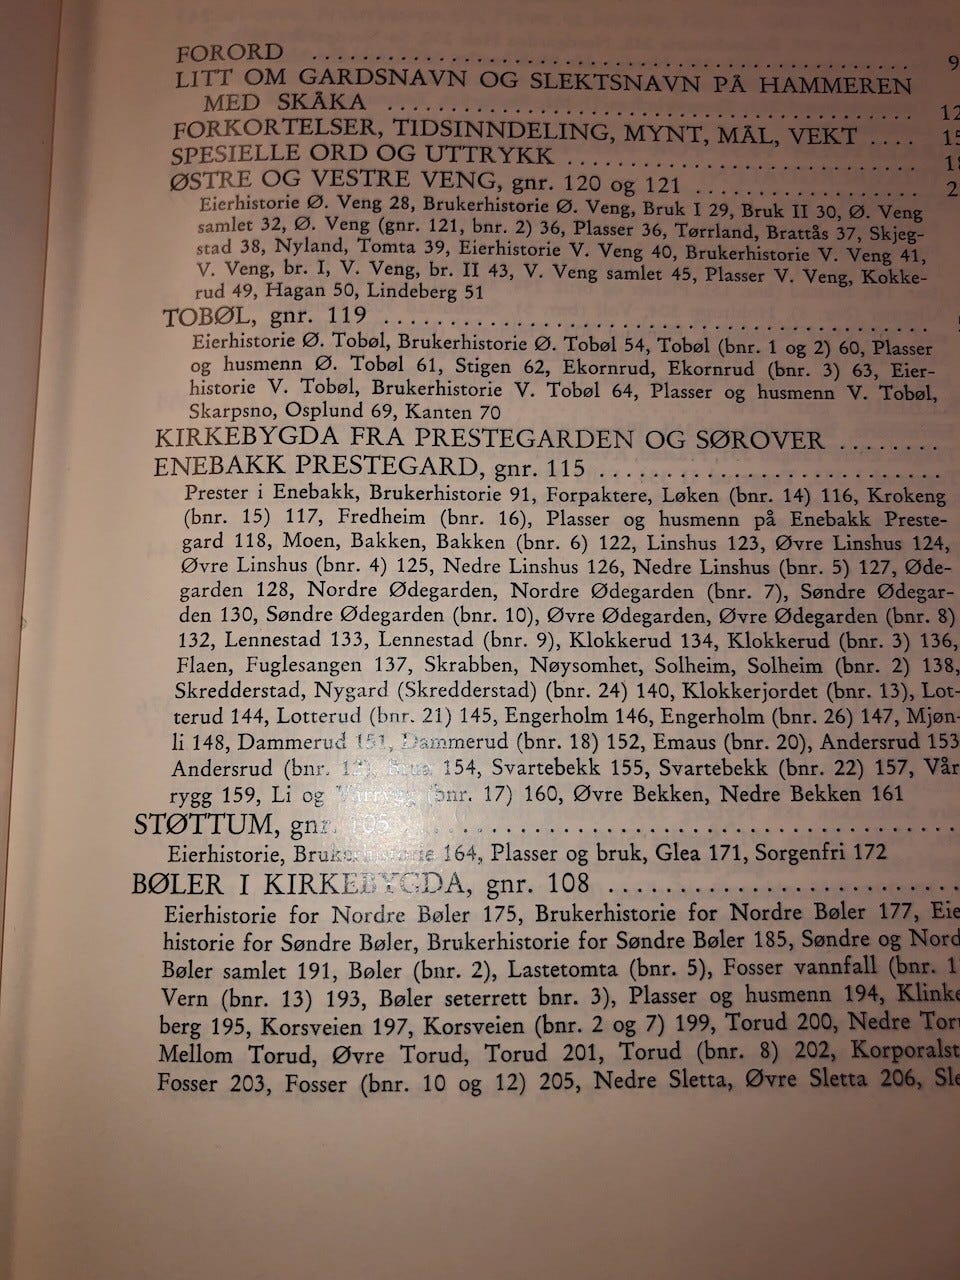 FORORD ........................................ 9
LITT OM GARDSNAVN OG SLEKTSNAVN PÅ HAMMEREN
MED SKÅKA ........................................ 12
FORKORTELSER, TIDSINNDELING, MYNT, MÅL, VEKT .... 15
SPESIELLE ORD OG UTTRYKK ........................ 18
ØSTRE OG VESTRE VENG, gnr. 120 og 121 ................ 2
Eierhistorie Ø. Veng 28, Brukerhistorie Ø. Veng, Bruk I 29, Bruk II 30, Ø. Veng
samlet 32, Ø. Veng (gnr. 121, bnr. 2) 36, Plasser 36, Tørrland, Brattås 37, Skjeg-
stad 38, Nyland, Tomta 39, Eierhistorie V. Veng 40, Brukerhistorie V. Veng 41,
V. Veng, br. I, V. Veng, br. II 43, V. Veng samlet 45, Plasser V. Veng, Kokke-
rud 49, Hagan 50, Lindeberg 51
TOBØL, gnr. 119 ........................................
Eierhistorie Ø. Tobøl, Brukerhistorie Ø. Tobøl 54, Tobøl (bnr. 1 og 2) 60, Plasser
og husmenn Ø. Tobøl 61, Stigen 62, Ekornrud, Ekornrud (bnr. 3) 63, Eier-
historie V. Tobøl, Brukerhistorie V. Tobøl 64, Plasser og husmenn V. Tobøl,
Skarpsno, Osplund 69, Kanten 70
KIRKEBYGDA FRA PRESTEGARDEN OG SØROVER ........
ENEBAKK PRESTEGARD, gnr. 115 ........................
Prester i Enebakk, Brukerhistorie 91, Forpaktere, Løken (bnr. 14) 116, Krokeng
(bnr. 15) 117, Fredheim (bnr. 16), Plasser og husmenn på Enebakk Preste-
gard 118, Moen, Bakken, Bakken (bnr. 6) 122, Linshus 123, Øvre Linshus 124,
Øvre Linshus (bnr. 4) 125, Nedre Linshus 126, Nedre Linshus (bnr. 5) 127, Øde-
garden 128, Nordre Ødegarden, Nordre Ødegarden (bnr. 7), Søndre Ødegar-
den 130, Søndre Ødegarden (bnr. 10), Øvre Ødegarden, Øvre Ødegarden (bnr. 8)
132, Lennestad 133, Lennestad (bnr. 9), Klokkerud 134, Klokkerud (bnr. 3) 136,
Flaen, Fuglesangen 137, Skrabben, Nøysomhet, Solheim, Solheim (bnr. 2) 138,
Skredderstad, Nygard (Skredderstad) (bnr. 24) 140, Klokkerjordet (bnr. 13), Lot-
terud 144, Lotterud (bnr. 21) 145, Engerholm 146, Engerholm (bnr. 26) 147, Mjøn-
li 148, Dammerud 151, Dammerud (bnr. 18) 152, Emaus (bnr. 20), Andersrud 153
Andersrud (bnr. 154, Svartebekk 155, Svartebekk (bnr. 22) 157, Vår
rygg 159, Li og Vårrygg (bnr. 17) 160, Øvre Bekken, Nedre Bekken 161
STØTTUM, gnr. 105 ................................
Eierhistorie, Brukerhistorie 164, Plasser og bruk, Glea 171, Sorgenfri 172
BØLER I KIRKEBYGDA, gnr. 108 ........................
Eierhistorie for Nordre Bøler 175, Brukerhistorie for Nordre Bøler 177, Eie
historie for Søndre Bøler, Brukerhistorie for Søndre Bøler 185, Søndre og Nord
Bøler samlet 191, Bøler (bnr. 2), Lastetomta (bnr. 5), Fosser vannfall (bnr. 1
Vern (bnr. 13) 193, Bøler seterrett bnr. 3), Plasser og husmenn 194, Klinke
berg 195, Korsveien 197, Korsveien (bnr. 2 og 7) 199, Torud 200, Nedre Toru
Mellom Torud, Øvre Torud, Torud 201, Torud (bnr. 8) 202, Korporalst
Fosser 203, Fosser (bnr. 10 og 12) 205, Nedre Sletta, Øvre Sletta 206, Sle